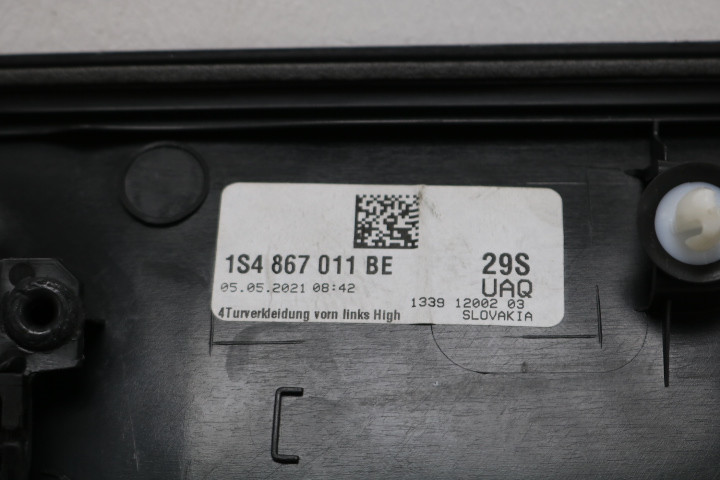 1S4 867 011 BE 29S
05.05.2021 08:42 UAQ
1339 12002 03
4Turverkleidung vorn links High SLOVAKIA